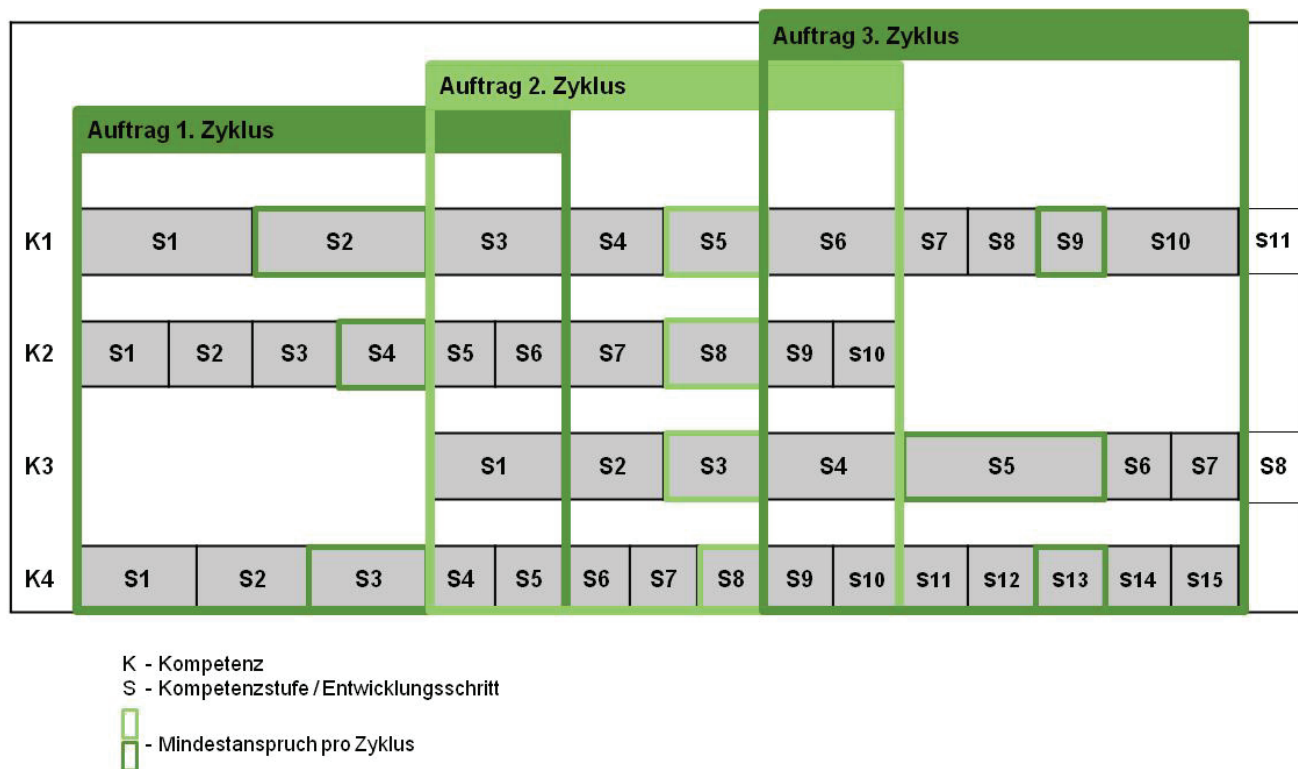 Auftrag 3. Zyklus
Auftrag 2. Zyklus
Auftrag 1. Zyklus
K1 S1 S2 S3 S4 S5 S6 S7 S8 S9 S10 S11
K2 S1 S2 S3 S4 S5 S6 S7 S8 S9 S10
K3 S1 S2 S3 S4 S5 S6 S7 S8
K4 S1 S2 S3 S4 S5 S6 S7 S8 S9 S10 S11 S12 S13 S14 S15
K - Kompetenz
S - Kompetenzstufe / Entwicklungsschritt
- Mindestanspruch pro Zyklus